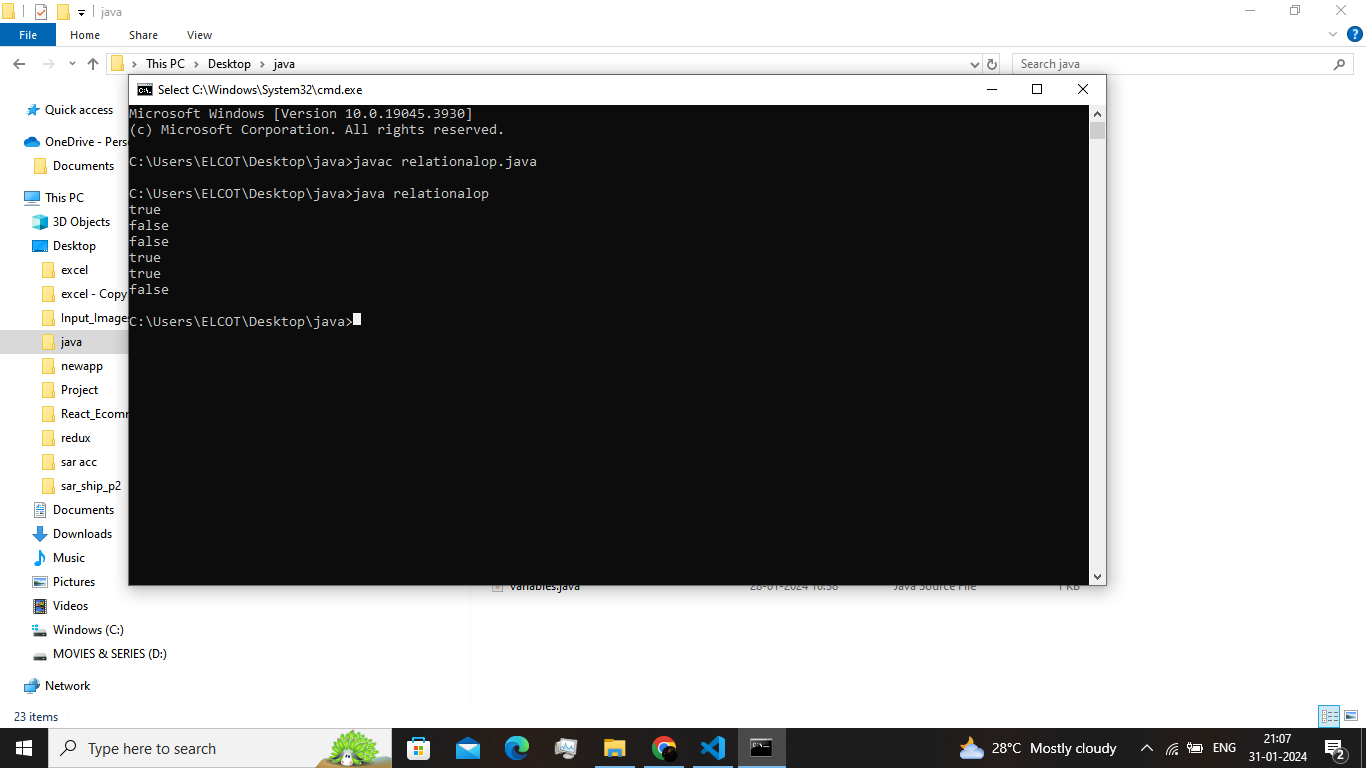 java
File Home Share View
This PC Desktop java
Search java
Select C:\Windows\System32\cmd.exe
Microsoft Windows [Version 10.0.19045.3930]
(c) Microsoft Corporation. All rights reserved.
C:\Users\ELCOT\Desktop\java>javac relationalop.java
C:\Users\ELCOT\Desktop\java>java relationalop
true
false
false
true
true
false
C:\Users\ELCOT\Desktop\java>
Quick access
OneDrive - Pers
Documents
This PC
3D Objects
Desktop
excel
excel - Copy
Input_Image
java
newapp
Project
React_Ecomm
redux
sar acc
sar_ship_p2
Documents
Downloads
Music
Pictures
Videos
Windows (C:)
MOVIES & SERIES (D:)
Network
variables.java 28-01-2024 10:38 Java Source File 1 KB
23 items
Type here to search
28°C Mostly cloudy
ENG
21:07
31-01-2024
2